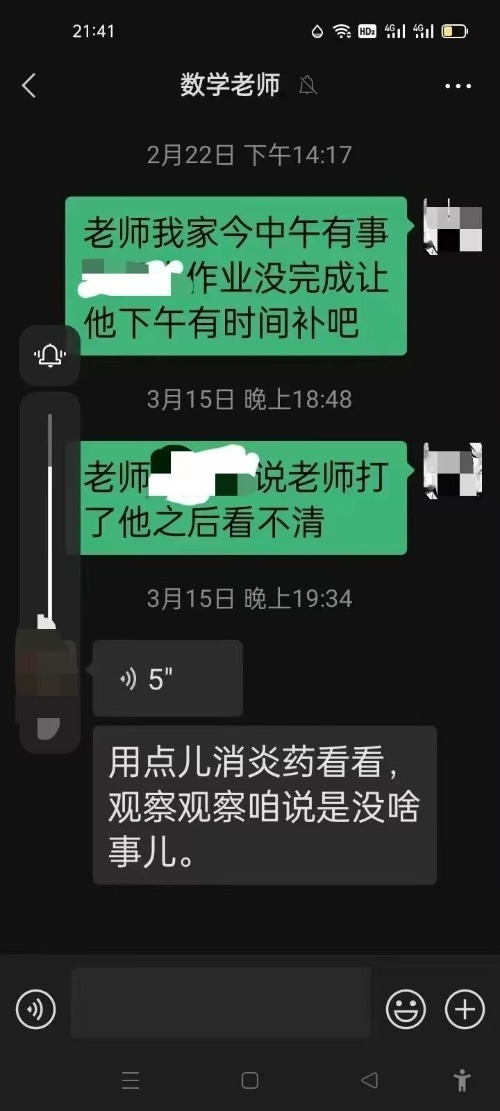 21:41
HD2 4G 4G
数学老师
2月22日 下午14:17
老师我家今中午有事
作业没完成让
他下午有时间补吧
3月15日 晚上18:48
老师 说老师打
了他之后看不清
3月15日 晚上19:34
5"
用点儿消炎药看看，
观察观察咱说是没啥
事儿。